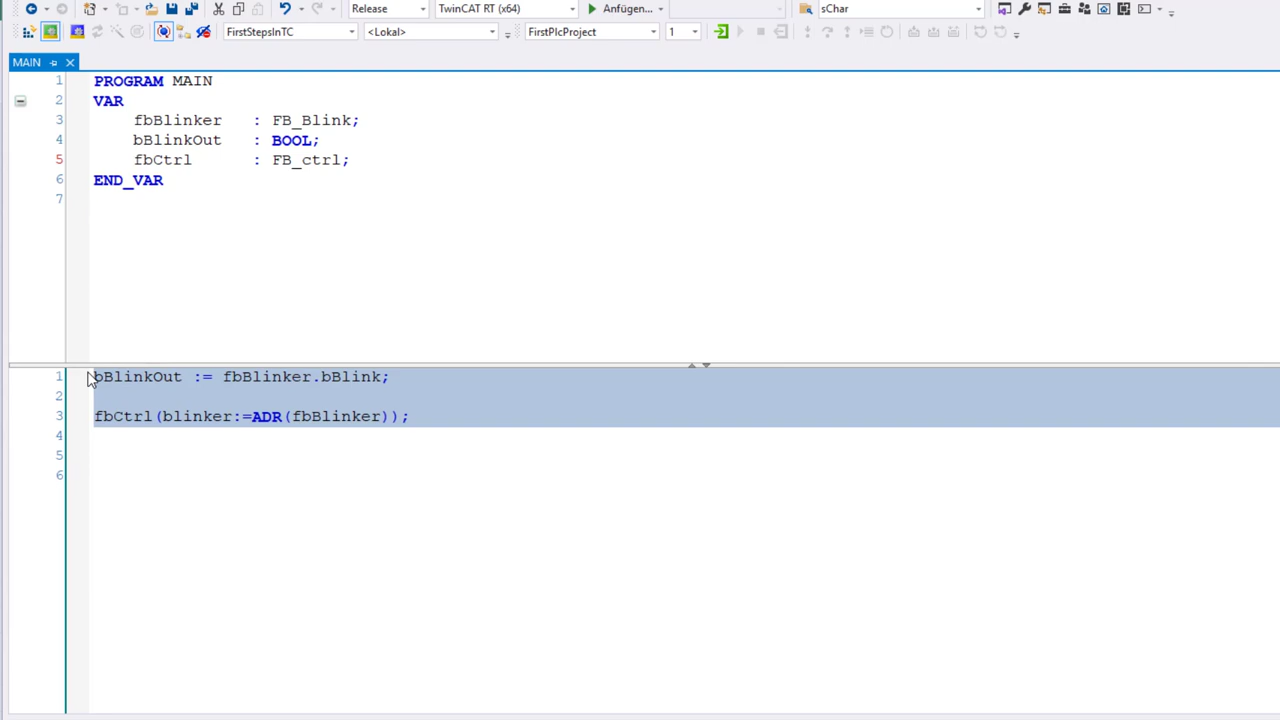 Release TwinCAT RT (x64) Anfügen... sChar
FirstStepsInTC <Lokal> FirstPlcProject 1
MAIN
1 PROGRAM MAIN
2 VAR
3 fbBlinker : FB_Blink;
4 bBlinkOut : BOOL;
5 fbCtrl : FB_ctrl;
6 END_VAR
7
1 bBlinkOut := fbBlinker.bBlink;
2
3 fbCtrl(blinker:=ADR(fbBlinker));
4
5
6